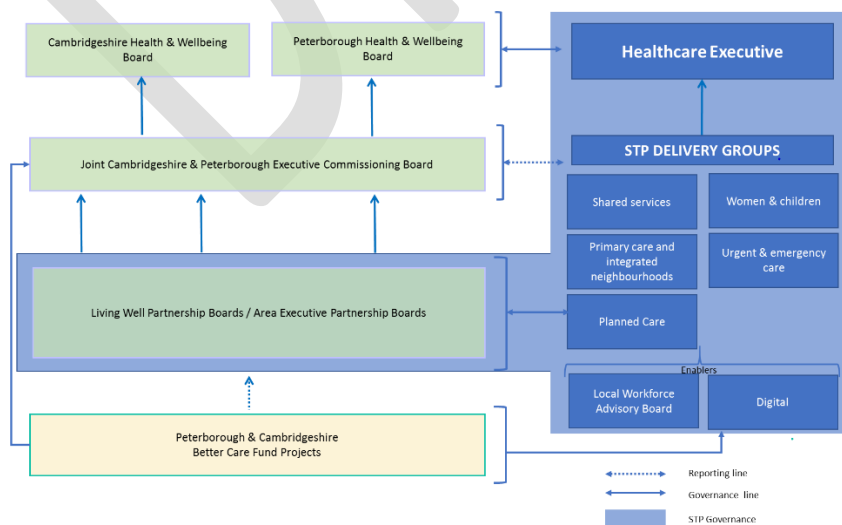 Cambridgeshire Health & Wellbeing
Board
Peterborough Health & Wellbeing
Board
Healthcare Executive
Joint Cambridgeshire & Peterborough Executive Commissioning Board
STP DELIVERY GROUPS
Shared services
Women & children
Primary care and
integrated
neighbourhoods
Urgent & emergency
care
Living Well Partnership Boards / Area Executive Partnership Boards
Planned Care
Enablers
Local Workforce
Advisory Board
Digital
Peterborough & Cambridgeshire
Better Care Fund Projects
Reporting line
Governance line
STP Governance